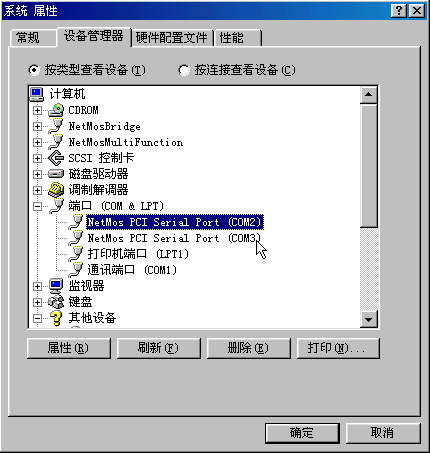 系统 属性
常规 设备管理器 硬件配置文件 性能
按类型查看设备(T) 按连接查看设备(C)
计算机
CDROM
NetMosBridge
NetMosMultiFunction
SCSI 控制卡
磁盘驱动器
调制解调器
端口 (COM & LPT)
NetMos PCI Serial Port (COM2)
NetMos PCI Serial Port (COM3)
打印机端口 (LPT1)
通讯端口 (COM1)
监视器
键盘
其他设备
属性(R) 刷新(F) 删除(E) 打印(N)...
确定 取消